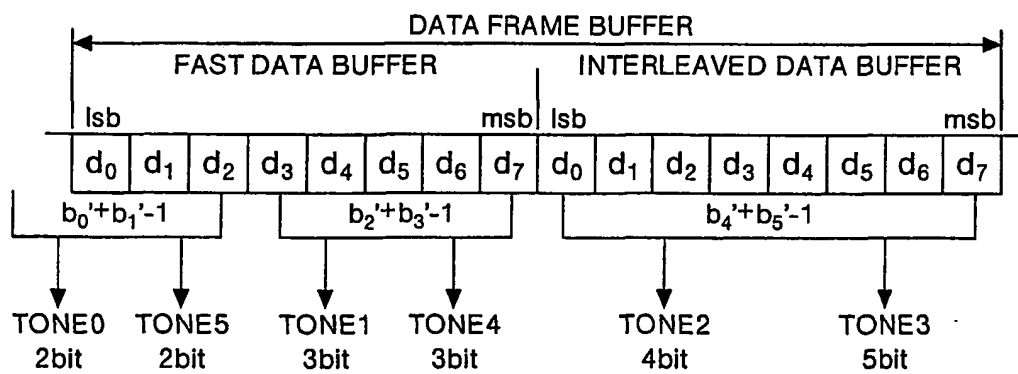 DATA FRAME BUFFER
FAST DATA BUFFER INTERLEAVED DATA BUFFER
lsb msb lsb msb
d₀ d₁ d₂ d₃ d₄ d₅ d₆ d₇ d₀ d₁ d₂ d₃ d₄ d₅ d₆ d₇
b₀'+b₁'-1 b₂'+b₃'-1 b₄'+b₅'-1
TONE0 TONE5 TONE1 TONE4 TONE2 TONE3
2bit 2bit 3bit 3bit 4bit 5bit